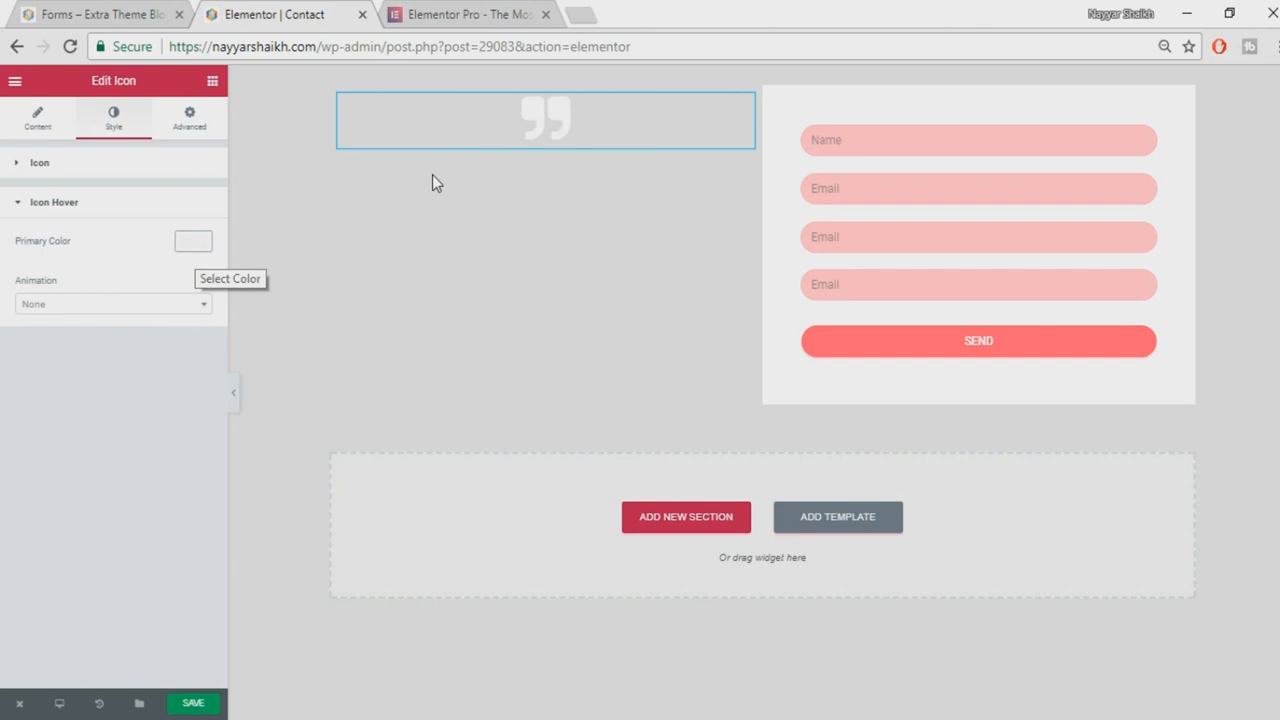 Forms – Extra Theme Blo
Elementor | Contact
Elementor Pro - The Mos
Nayyar Shaikh
Secure
https://nayyarshaikh.com/wp-admin/post.php?post=29083&action=elementor
Edit Icon
Content
Style
Advanced
Icon
Icon Hover
Primary Color
Select Color
Animation
None
SAVE
Name
Email
Email
Email
SEND
ADD NEW SECTION
ADD TEMPLATE
Or drag widget here